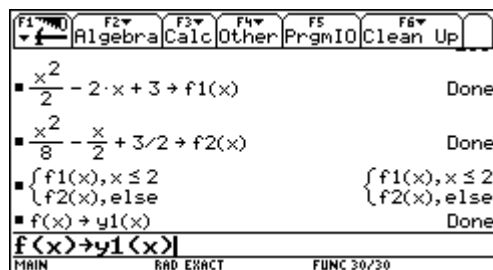 F1 F2 Algebra F3 Calc F4 Other F5 PrgmIO F6 Clean Up
▪ x²/2 - 2·x + 3 → f1(x) Done
▪ x²/8 - x/2 + 3/2 → f2(x) Done
▪ {f1(x),x ≤ 2 {f1(x),x ≤ 2
{f2(x),else {f2(x),else
▪ f(x) → y1(x) Done
f(x)→y1(x)
MAIN RAD EXACT FUNC 30/30